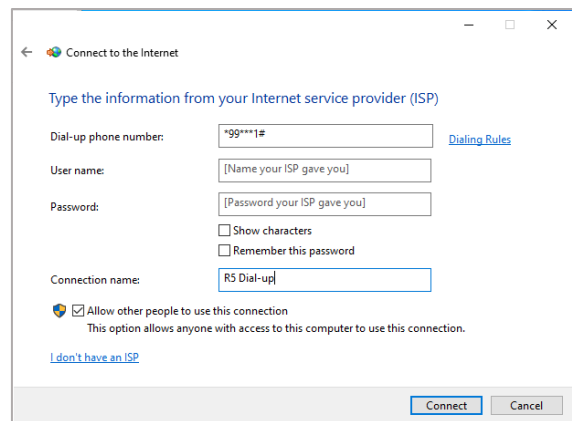 Connect to the Internet
Type the information from your Internet service provider (ISP)
Dial-up phone number: *99***1# Dialing Rules
User name: [Name your ISP gave you]
Password: [Password your ISP gave you]
Show characters
Remember this password
Connection name: R5 Dial-up
Allow other people to use this connection
This option allows anyone with access to this computer to use this connection.
I don't have an ISP
Connect Cancel